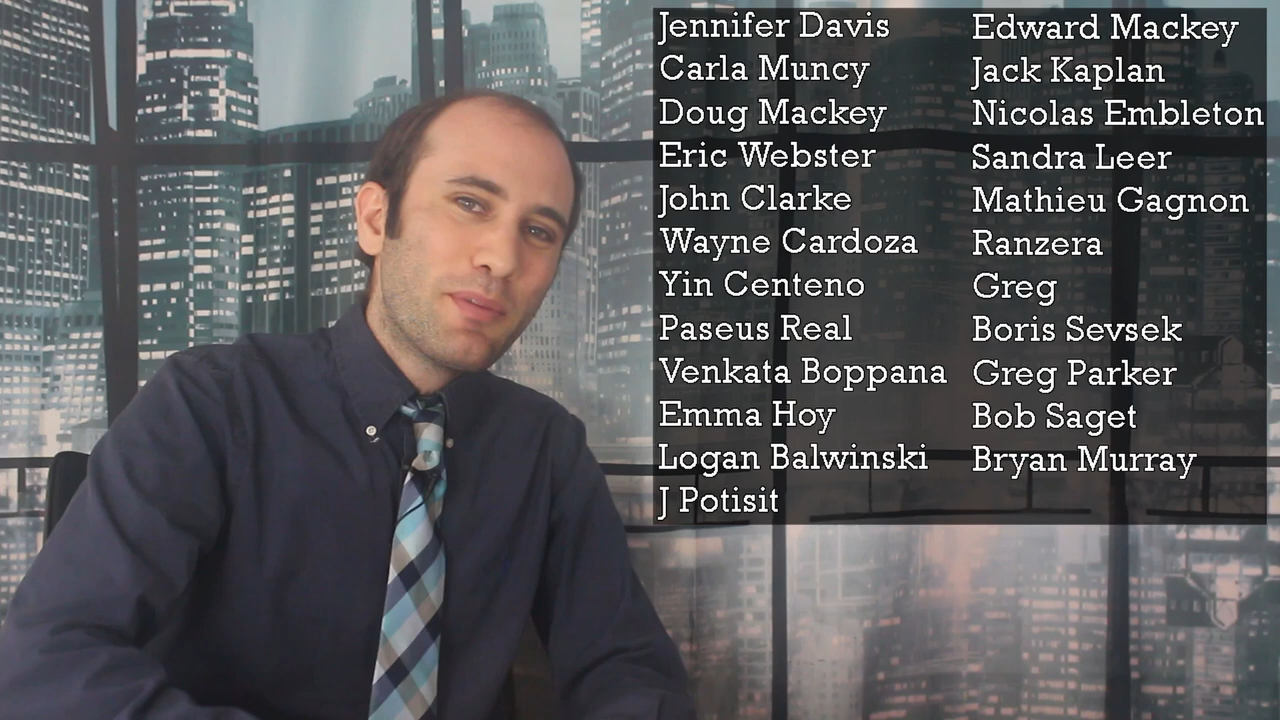 Jennifer Davis
Carla Muncy
Doug Mackey
Eric Webster
John Clarke
Wayne Cardoza
Yin Centeno
Paseus Real
Venkata Boppana
Emma Hoy
Logan Balwinski
J Potisit
Edward Mackey
Jack Kaplan
Nicolas Embleton
Sandra Leer
Mathieu Gagnon
Ranzera
Greg
Boris Sevsek
Greg Parker
Bob Saget
Bryan Murray